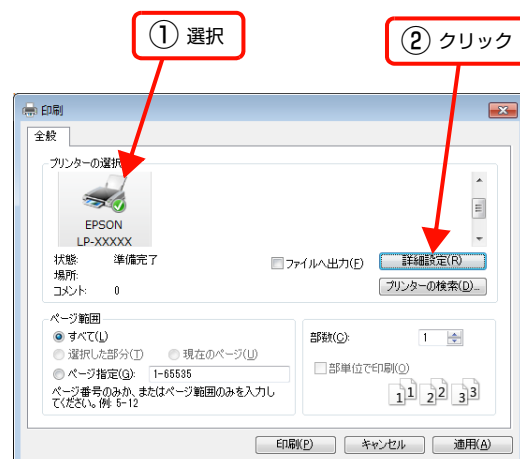 ① 選択
② クリック
印刷
全般
プリンターの選択
EPSON
LP-XXXXX
状態: 準備完了
場所:
コメント: 0
ファイルへ出力(F)
詳細設定(R)
プリンターの検索(D)...
ページ範囲
すべて(L)
選択した部分(T) 現在のページ(U)
ページ指定(G): 1-65535
ページ番号のみか、またはページ範囲のみを入力し
てください。例: 5-12
部数(C): 1
部単位で印刷(O)
1 1 2 2 3 3
印刷(P) キャンセル 適用(A)